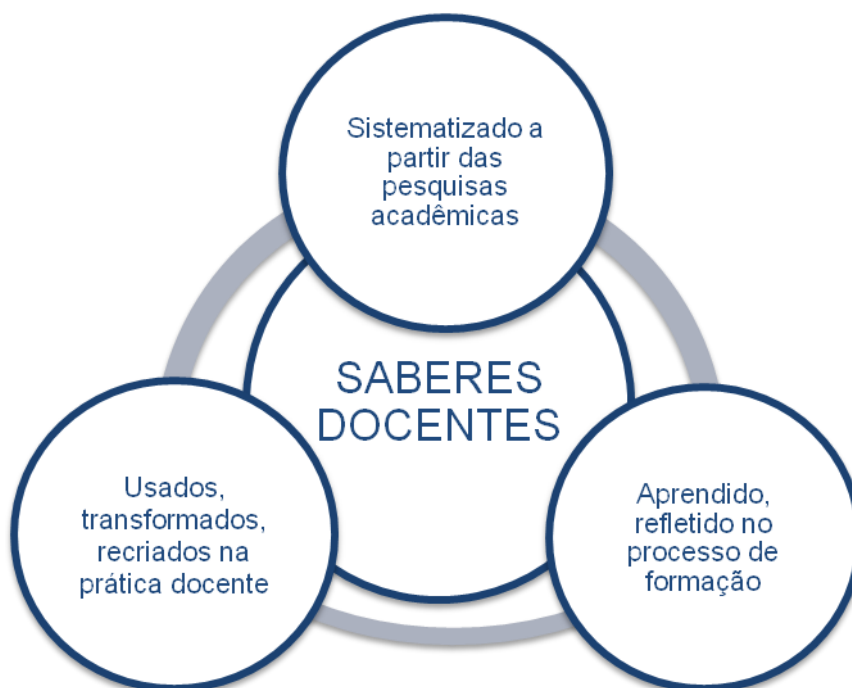 Sistematizado a
partir das
pesquisas
acadêmicas
SABERES
DOCENTES
Usados,
transformados,
recriados na
prática docente
Aprendido,
refletido no
processo de
formação